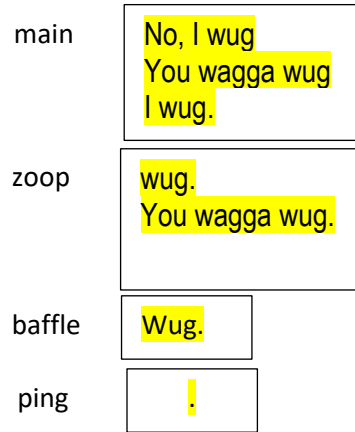 main
No, I wug
You wagga wug
I wug.
zoop
wug.
You wagga wug.
baffle
Wug.
ping
.